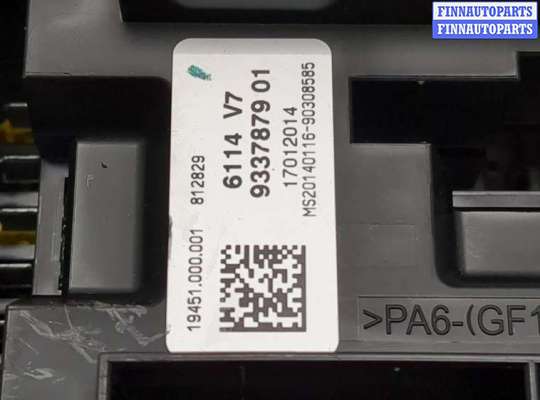 FINNAUTOPARTS
FINNAUTOPARTS
6114 V7
9337879 01
17012014
MS20140116-90308585
19451.000.001 812829
>PA6-(GF1